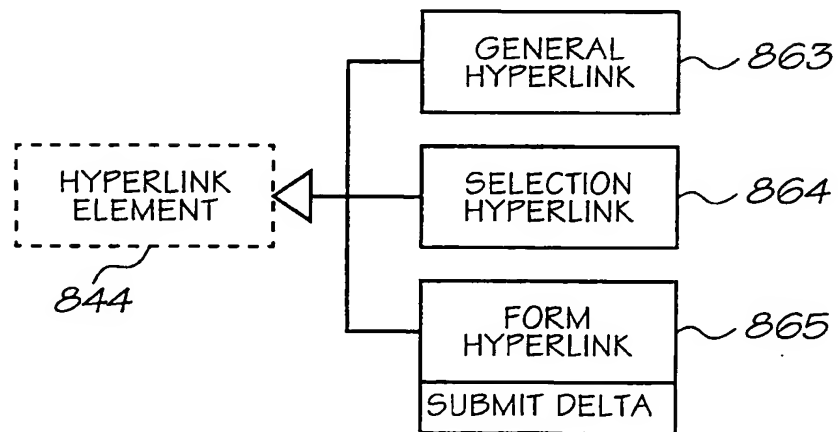 GENERAL
HYPERLINK
863
HYPERLINK
ELEMENT
844
SELECTION
HYPERLINK
864
FORM
HYPERLINK
865
SUBMIT DELTA